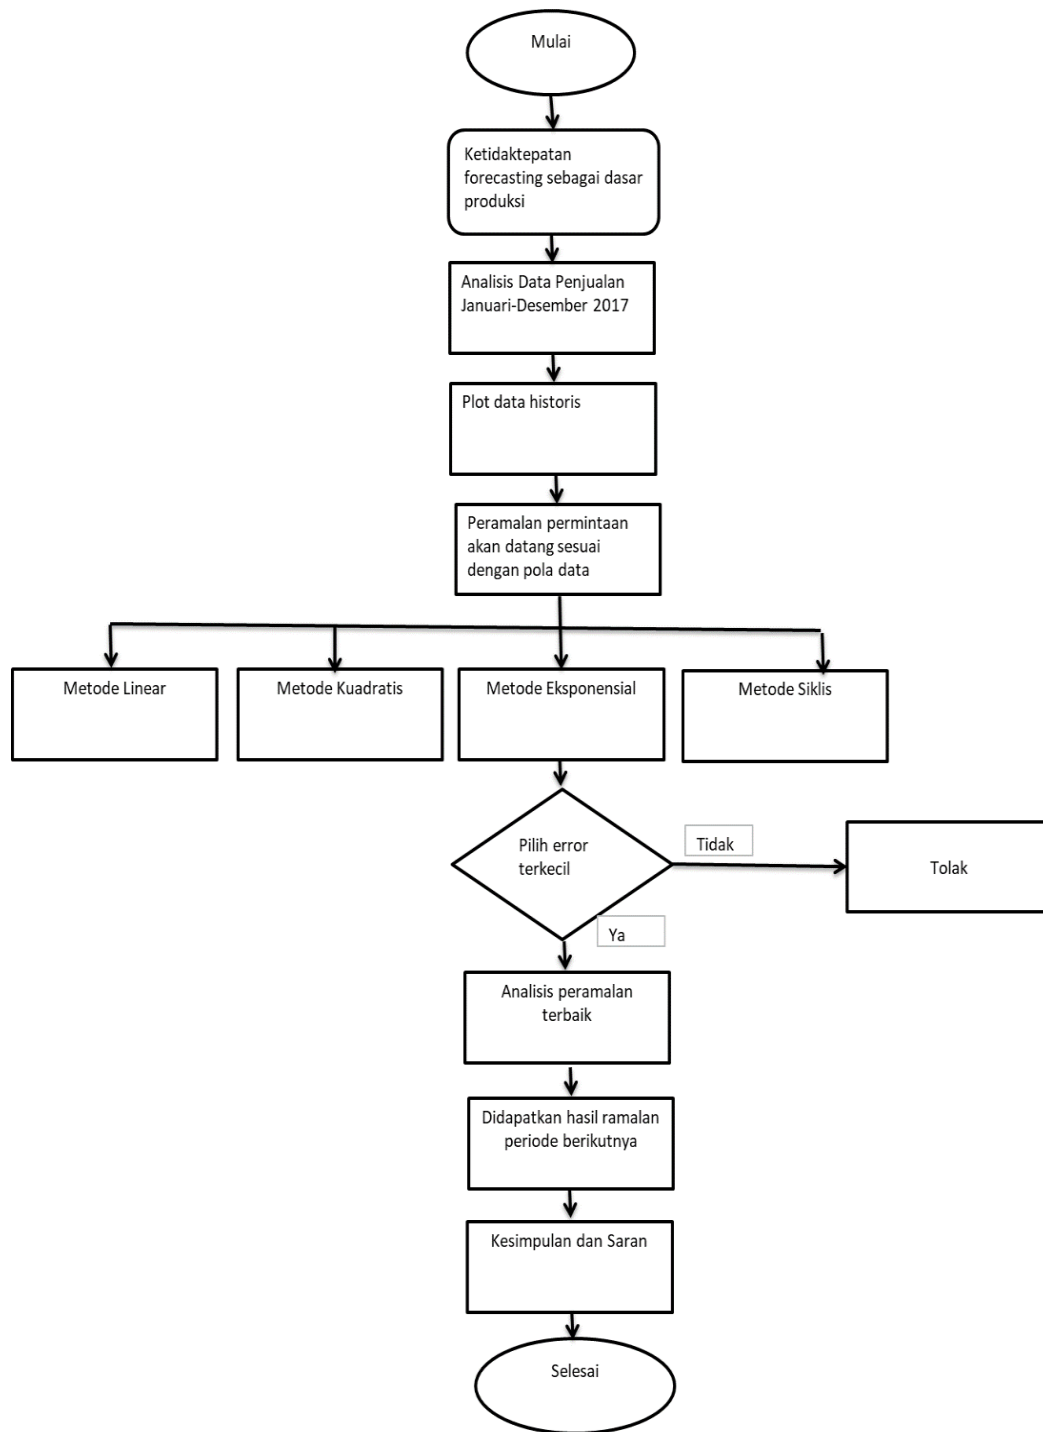 Mulai
Ketidaktepatan
forecasting sebagai dasar
produksi
Analisis Data Penjualan
Januari-Desember 2017
Plot data historis
Peramalan permintaan
akan datang sesuai
dengan pola data
Metode Linear
Metode Kuadratis
Metode Eksponensial
Metode Siklis
Pilih error
terkecil
Tidak
Tolak
Ya
Analisis peramalan
terbaik
Didapatkan hasil ramalan
periode berikutnya
Kesimpulan dan Saran
Selesai